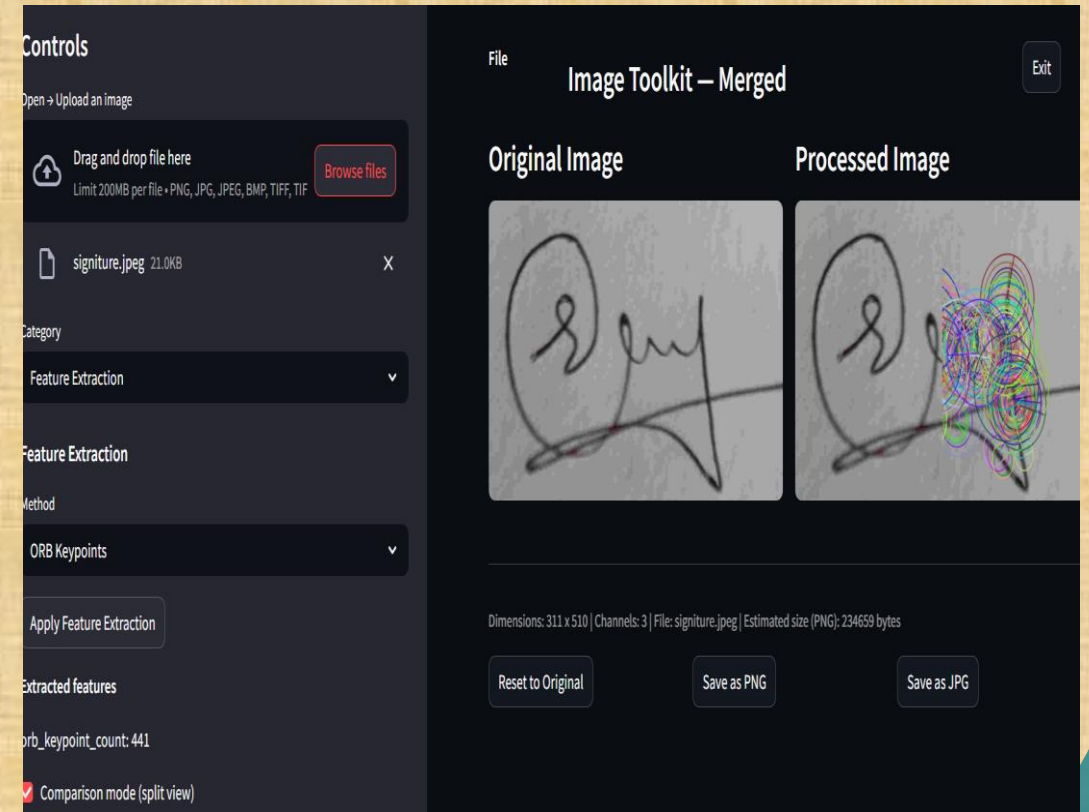 Controls
Open → Upload an image
Drag and drop file here
Limit 200MB per file • PNG, JPG, JPEG, BMP, TIFF, TIF
Browse files
signiture.jpeg 21.0KB
X
Category
Feature Extraction
Feature Extraction
Method
ORB Keypoints
Apply Feature Extraction
Extracted features
orb_keypoint_count: 441
Comparison mode (split view)
File
Image Toolkit — Merged
Exit
Original Image
Processed Image
Dimensions: 311 x 510 | Channels: 3 | File: signiture.jpeg | Estimated size (PNG): 234659 bytes
Reset to Original
Save as PNG
Save as JPG